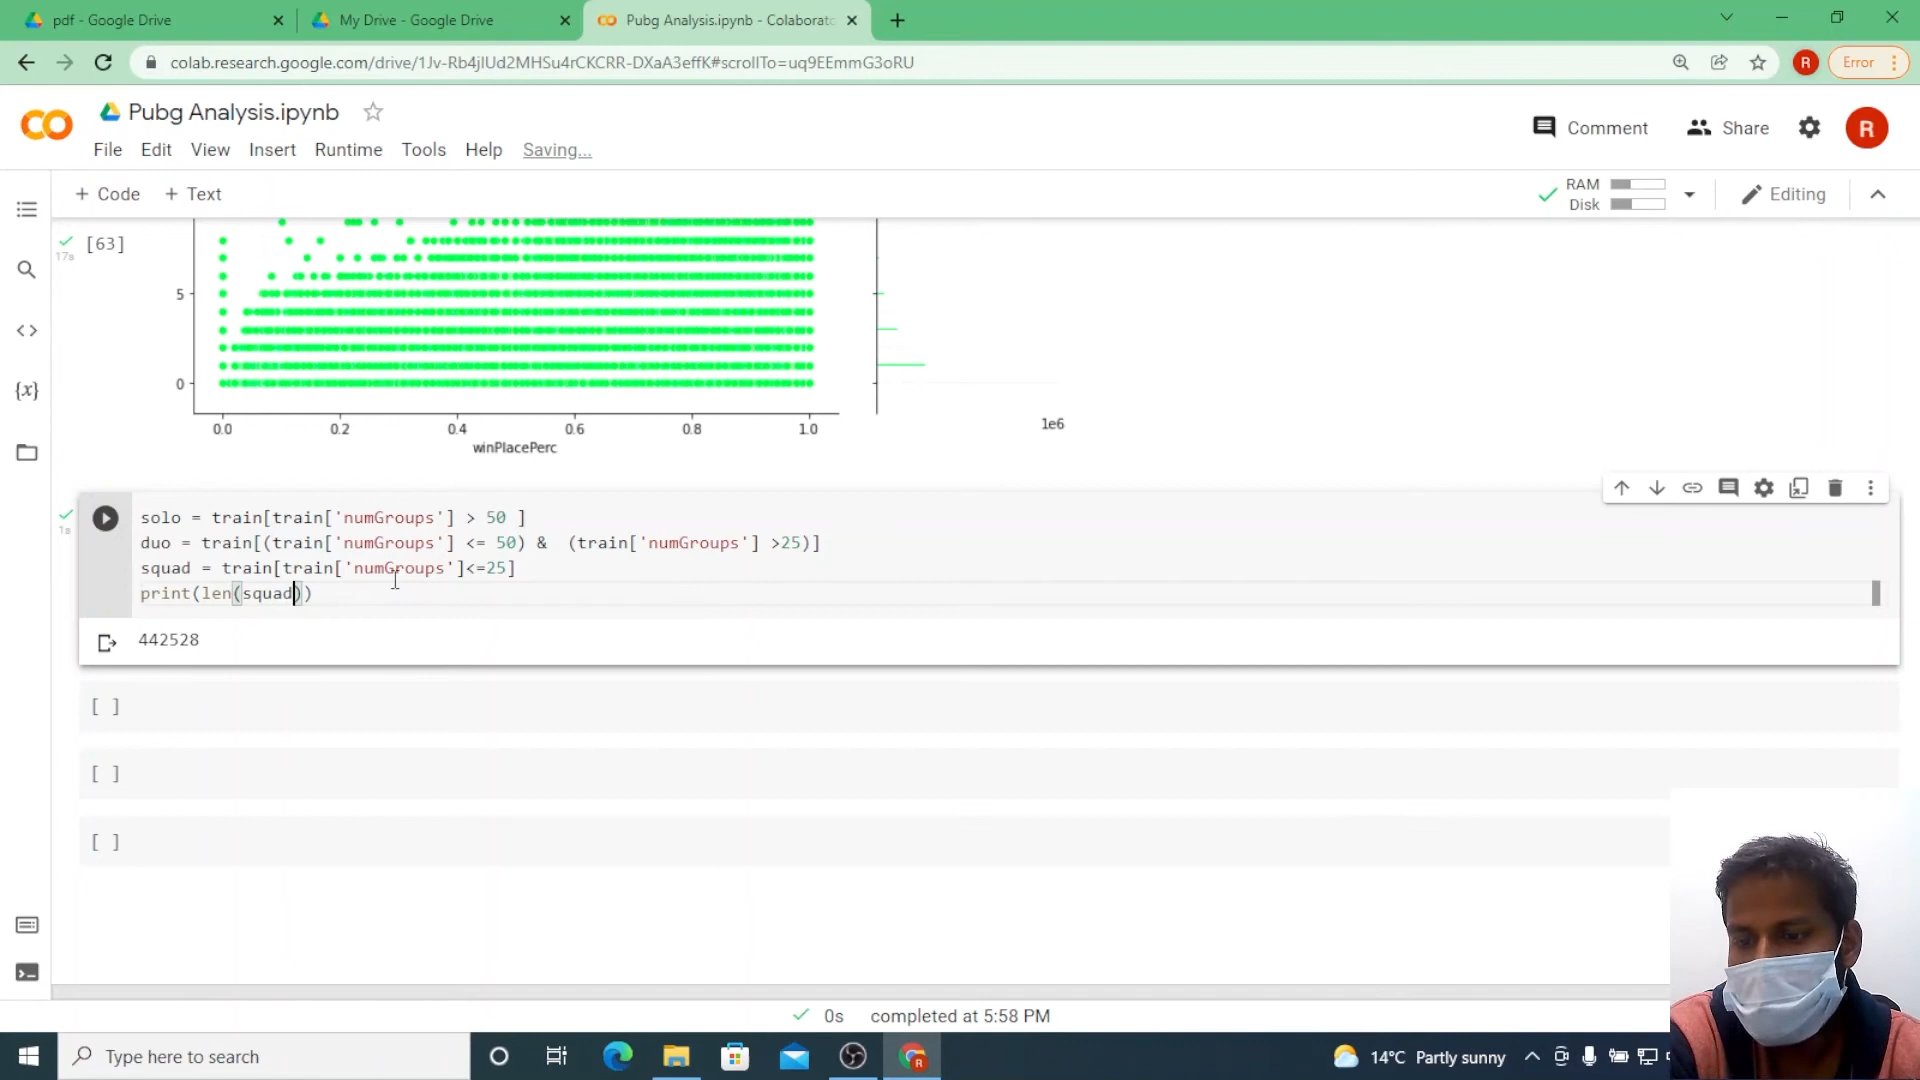 pdf - Google Drive
My Drive - Google Drive
Pubg Analysis.ipynb - Colaborato
colab.research.google.com/drive/1Jv-Rb4jlUd2MHSu4rCKCRR-DXaA3effK#scrollTo=uq9EEmmG3oRU
R
Error
CO
Pubg Analysis.ipynb
File Edit View Insert Runtime Tools Help Saving...
Comment
Share
R
+ Code + Text
RAM
Disk
Editing
[63]
17s
5
0
0.0 0.2 0.4 0.6 0.8 1.0
winPlacePerc
1e6
1s
solo = train[train['numGroups'] > 50 ]
duo = train[(train['numGroups'] <= 50) & (train['numGroups'] >25)]
squad = train[train['numGroups']<=25]
print(len(squad))
442528
[ ]
[ ]
[ ]
0s completed at 5:58 PM
Type here to search
14°C Partly sunny